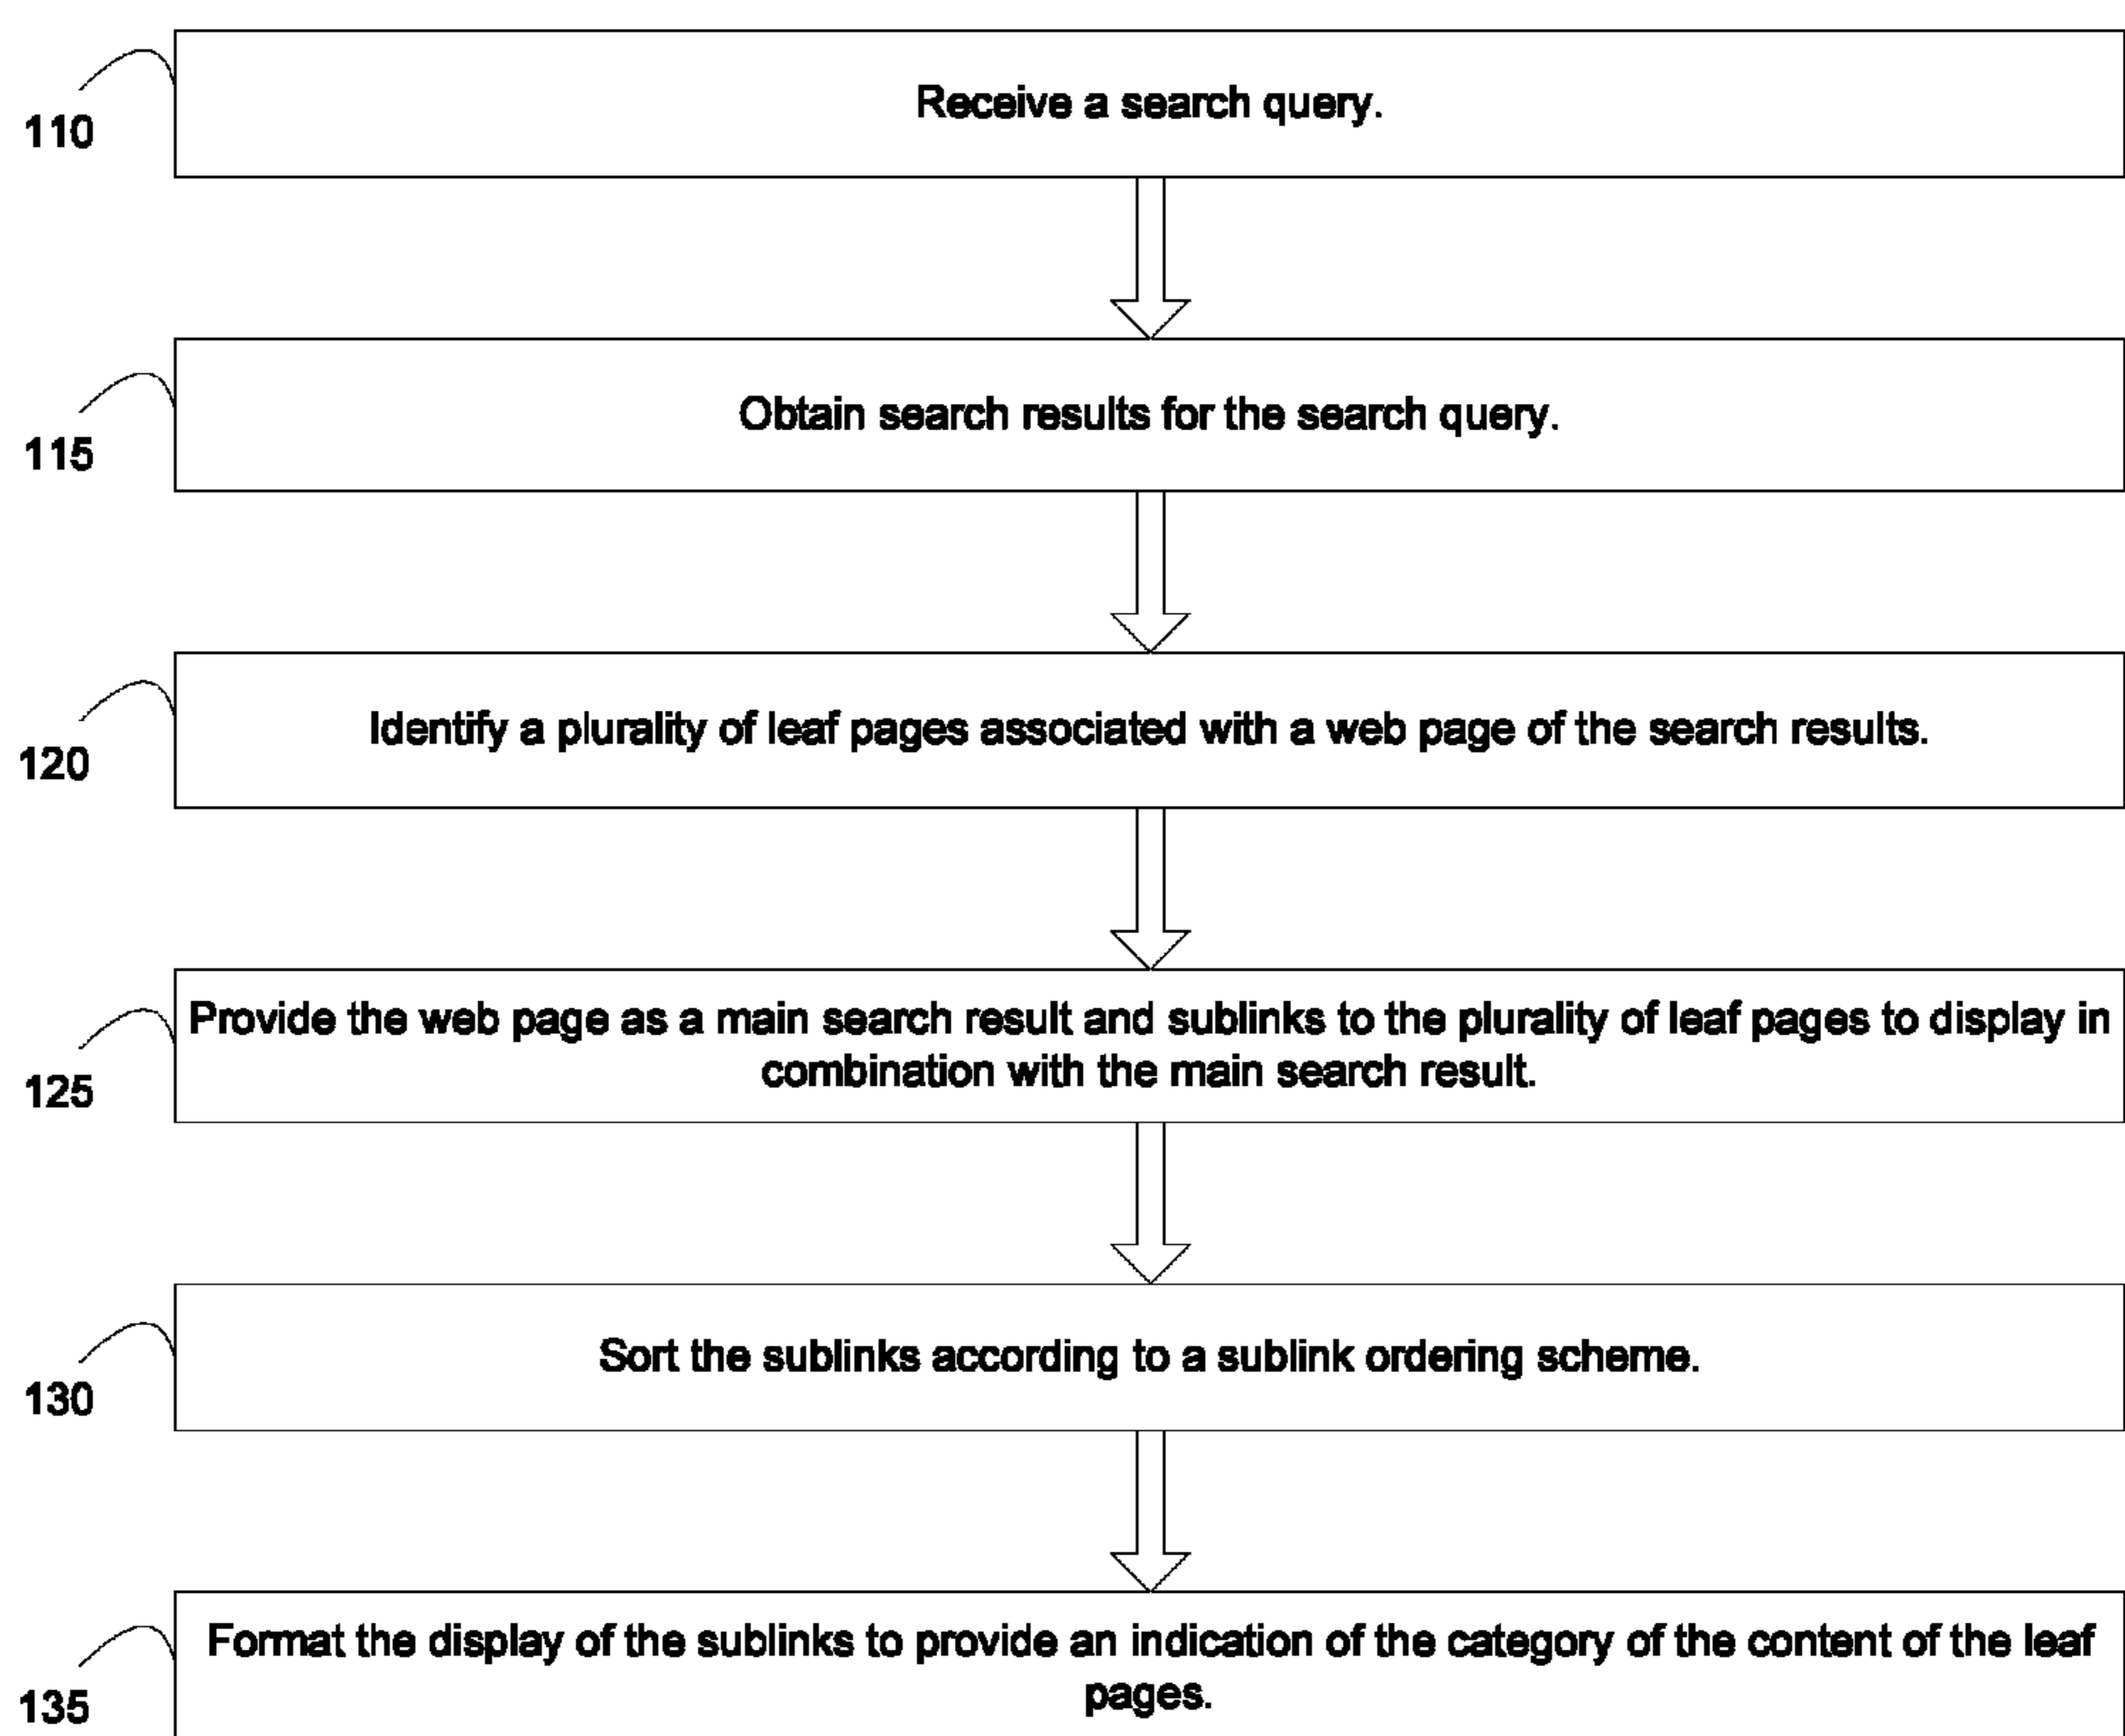 Receive a search query.
110
Obtain search results for the search query.
115
Identify a plurality of leaf pages associated with a web page of the search results.
120
Provide the web page as a main search result and sublinks to the plurality of leaf pages to display in
combination with the main search result.
125
Sort the sublinks according to a sublink ordering scheme.
130
Format the display of the sublinks to provide an indication of the category of the content of the leaf
pages.
135